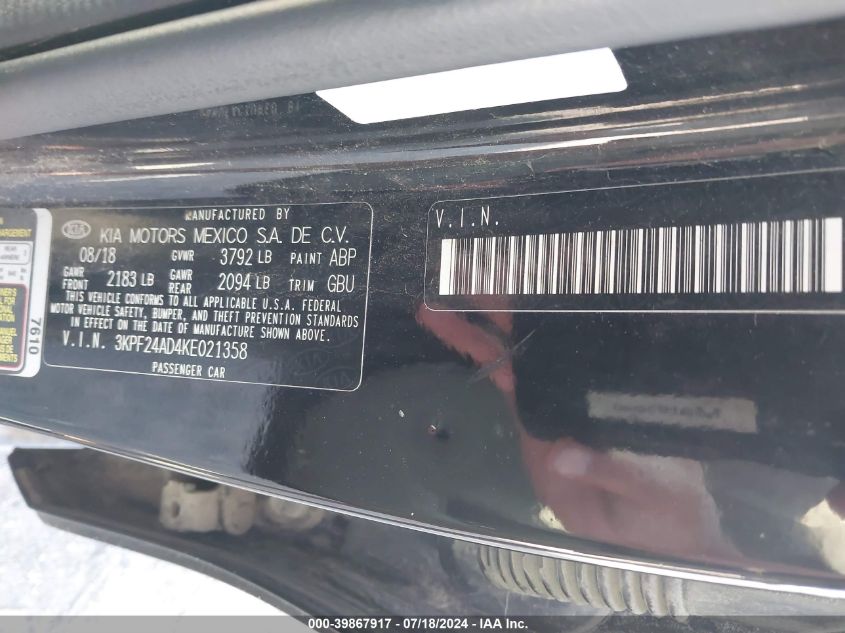 MANUFACTURED BY
KIA KIA MOTORS MEXICO S.A. DE C.V.
08/18 GVWR 3792 LB PAINT ABP
GAWR FRONT 2183 LB GAWR REAR 2094 LB TRIM GBU
THIS VEHICLE CONFORMS TO ALL APPLICABLE U.S.A. FEDERAL
MOTOR VEHICLE SAFETY, BUMPER, AND THEFT PREVENTION STANDARDS
IN EFFECT ON THE DATE OF MANUFACTURE SHOWN ABOVE.
V.I.N. 3KPF24AD4KE021358
PASSENGER CAR
V.I.N.
7610
000-39867917 - 07/18/2024 - IAA Inc.